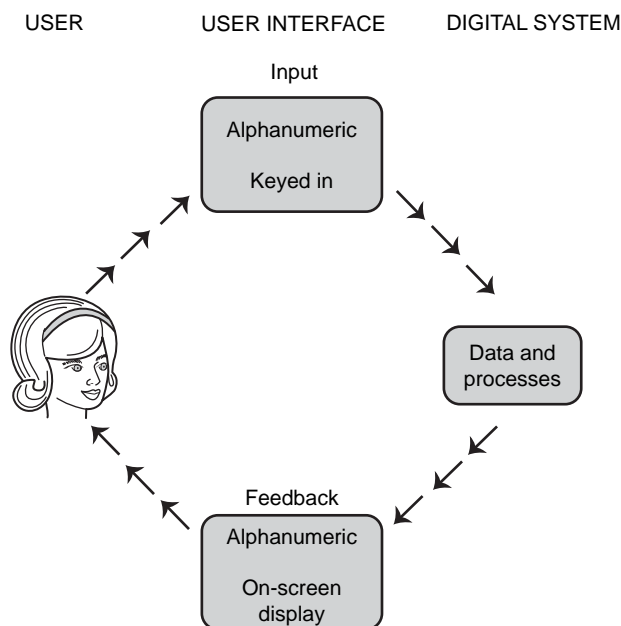 USER
USER INTERFACE
DIGITAL SYSTEM
Input
Alphanumeric
Keyed in
Data and
processes
Feedback
Alphanumeric
On-screen
display